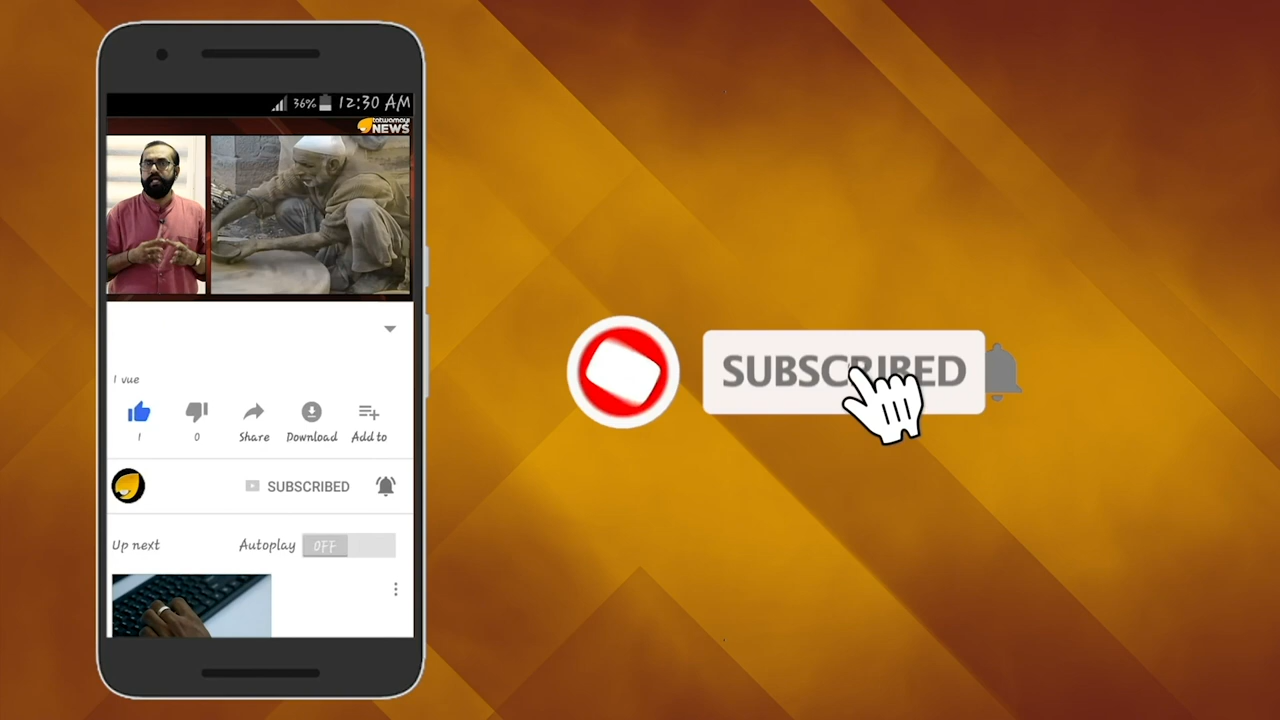 36% 12:30 AM
tatwamayi
NEWS
1 vue
1
0
Share
Download
Add to
SUBSCRIBED
Up next
Autoplay
OFF
SUBSCRIBED